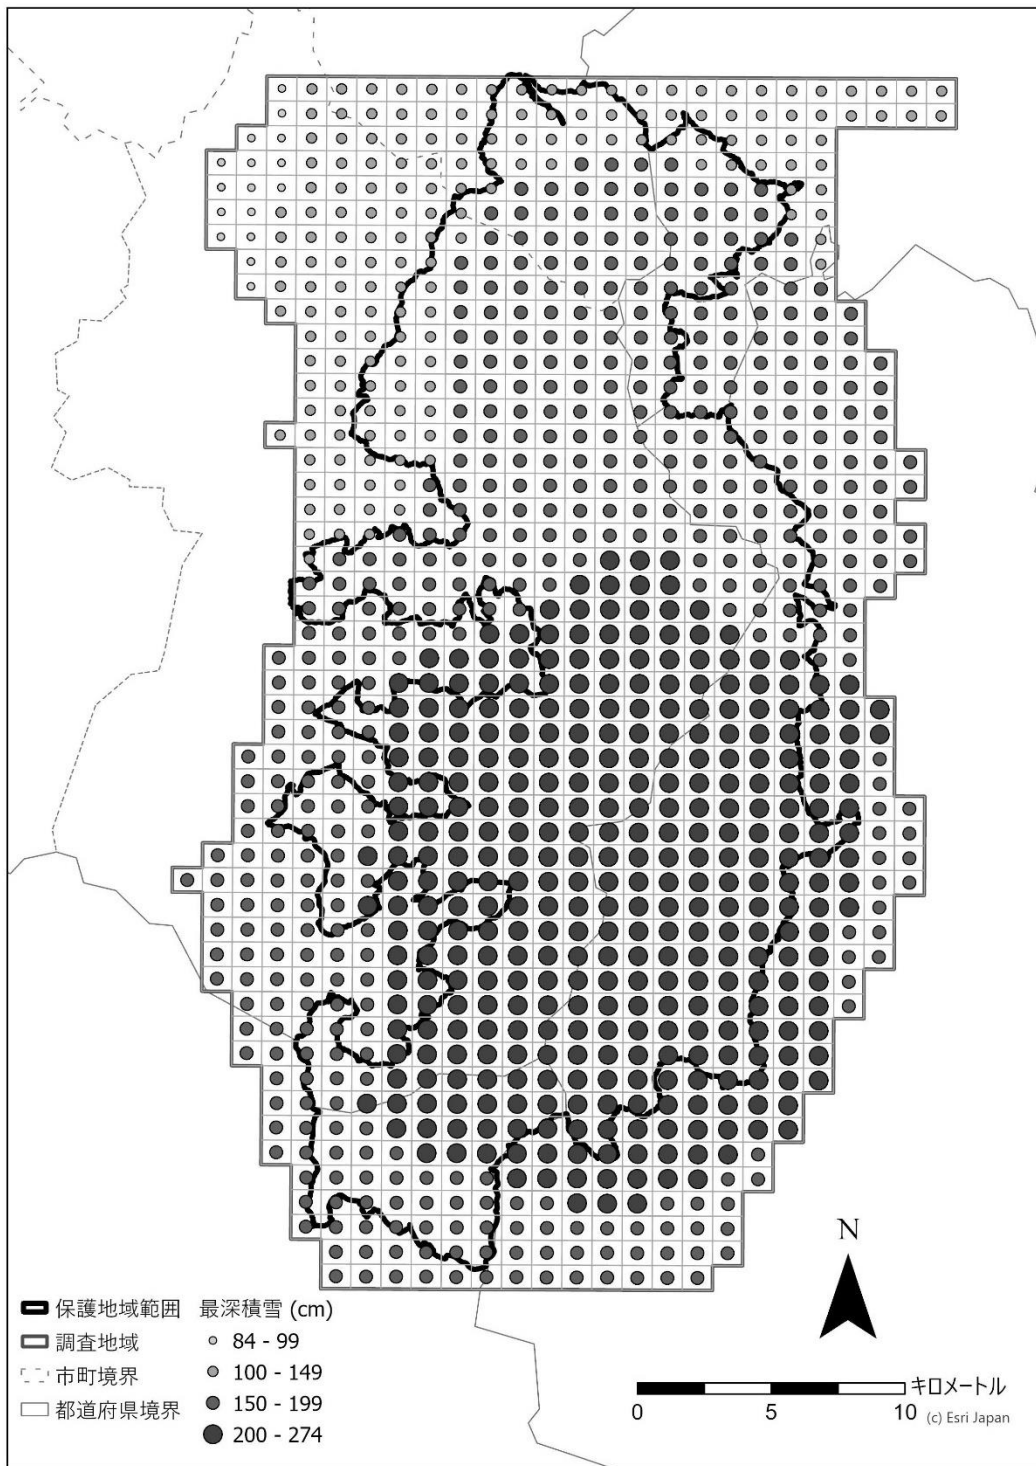 N
保護地域範囲
調査地域
市町境界
都道府県境界
最深積雪 (cm)
84 - 99
100 - 149
150 - 199
200 - 274
キロメートル
0 5 10
(c) Esri Japan